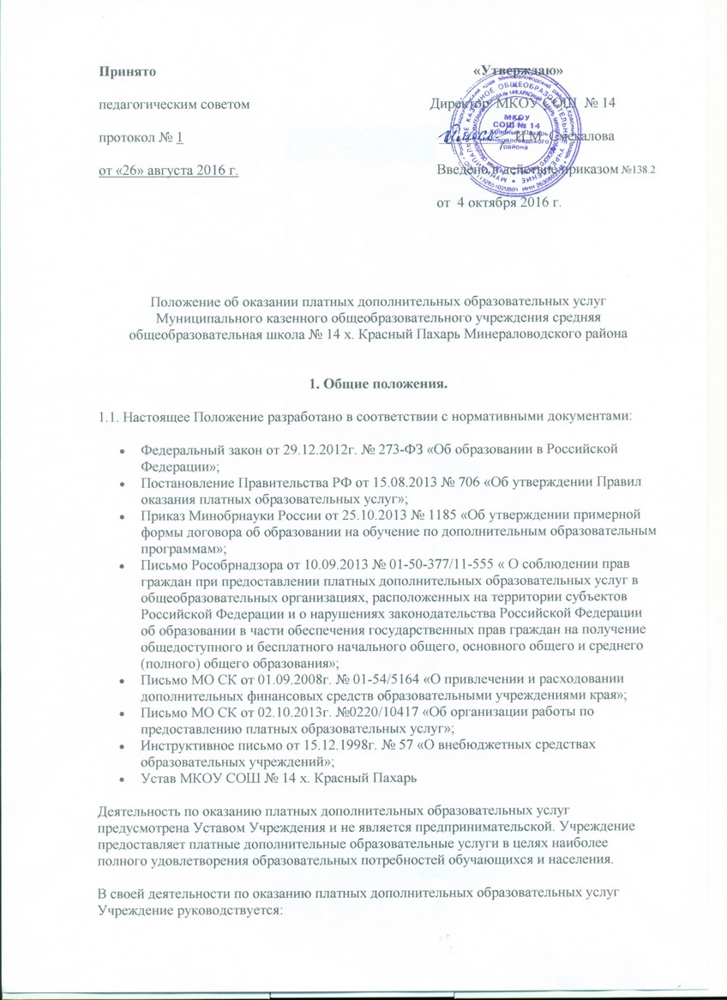 Принято «Утверждаю»
педагогическим советом Директор МКОУ СОШ № 14
протокол № 1 И.М. Смекалова
от «26» августа 2016 г. Введено в действие приказом №138.2
от 4 октября 2016 г.
МКОУ
СОШ № 14
х. Красный Пахарь
Минераловодского
района
Положение об оказании платных дополнительных образовательных услуг
Муниципального казенного общеобразовательного учреждения средняя
общеобразовательная школа № 14 х. Красный Пахарь Минераловодского района
1. Общие положения.
1.1. Настоящее Положение разработано в соответствии с нормативными документами:
• Федеральный закон от 29.12.2012г. № 273-ФЗ «Об образовании в Российской
Федерации»;
• Постановление Правительства РФ от 15.08.2013 № 706 «Об утверждении Правил
оказания платных образовательных услуг»;
• Приказ Минобрнауки России от 25.10.2013 № 1185 «Об утверждении примерной
формы договора об образовании на обучение по дополнительным образовательным
программам»;
• Письмо Рособрнадзора от 10.09.2013 № 01-50-377/11-555 « О соблюдении прав
граждан при предоставлении платных дополнительных образовательных услуг в
общеобразовательных организациях, расположенных на территории субъектов
Российской Федерации и о нарушениях законодательства Российской Федерации
об образовании в части обеспечения государственных прав граждан на получение
общедоступного и бесплатного начального общего, основного общего и среднего
(полного) общего образования»;
• Письмо МО СК от 01.09.2008г. № 01-54/5164 «О привлечении и расходовании
дополнительных финансовых средств образовательными учреждениями края»;
• Письмо МО СК от 02.10.2013г. №0220/10417 «Об организации работы по
предоставлению платных образовательных услуг»;
• Инструктивное письмо от 15.12.1998г. № 57 «О внебюджетных средствах
образовательных учреждений»;
• Устав МКОУ СОШ № 14 х. Красный Пахарь
Деятельность по оказанию платных дополнительных образовательных услуг
предусмотрена Уставом Учреждения и не является предпринимательской. Учреждение
предоставляет платные дополнительные образовательные услуги в целях наиболее
полного удовлетворения образовательных потребностей обучающихся и населения.
В своей деятельности по оказанию платных дополнительных образовательных услуг
Учреждение руководствуется: